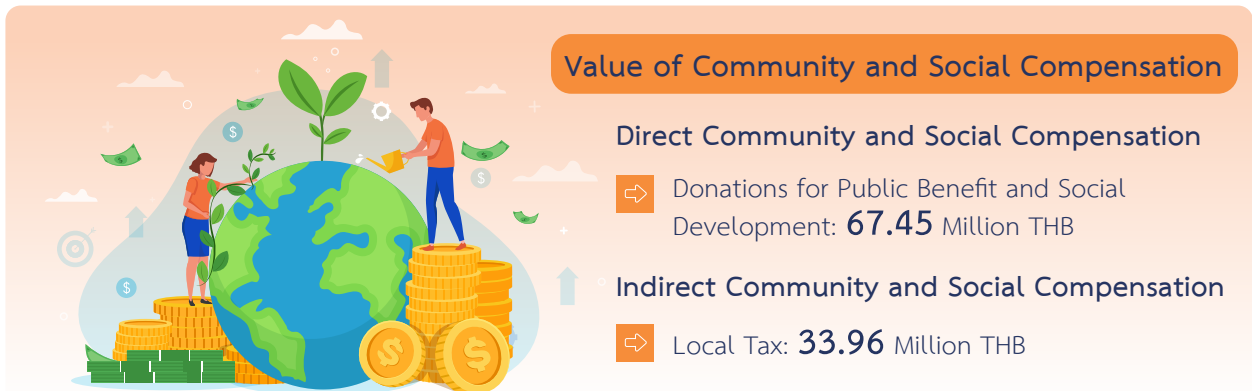 Value of Community and Social Compensation
Direct Community and Social Compensation
Donations for Public Benefit and Social
Development: 67.45 Million THB
Indirect Community and Social Compensation
Local Tax: 33.96 Million THB